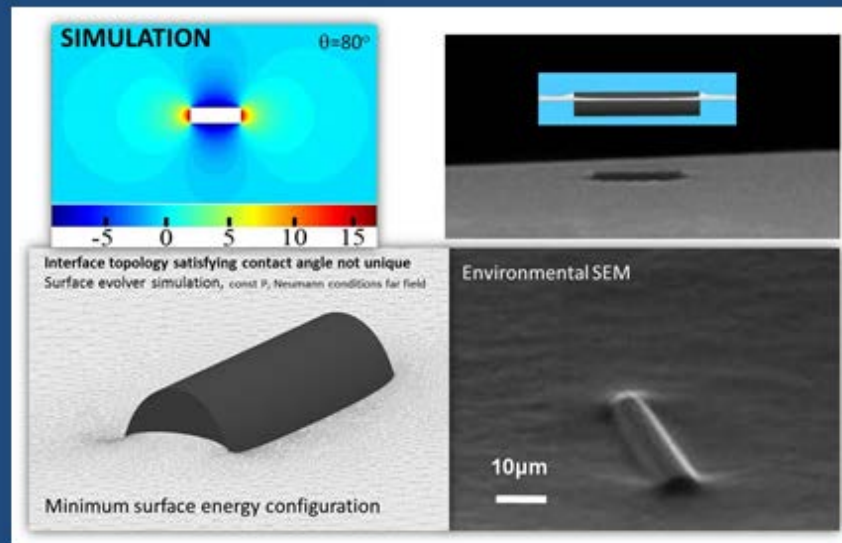 SIMULATION
θ=80°
-5 0 5 10 15
Interface topology satisfying contact angle not unique
Surface evolver simulation, const P, Neumann conditions far field
Minimum surface energy configuration
Environmental SEM
10µm